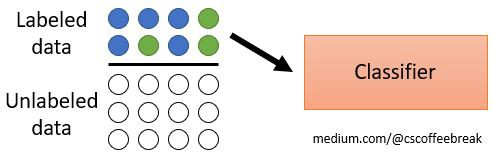 Labeled
data
Unlabeled
data
Classifier
medium.com/@cscoffeebreak